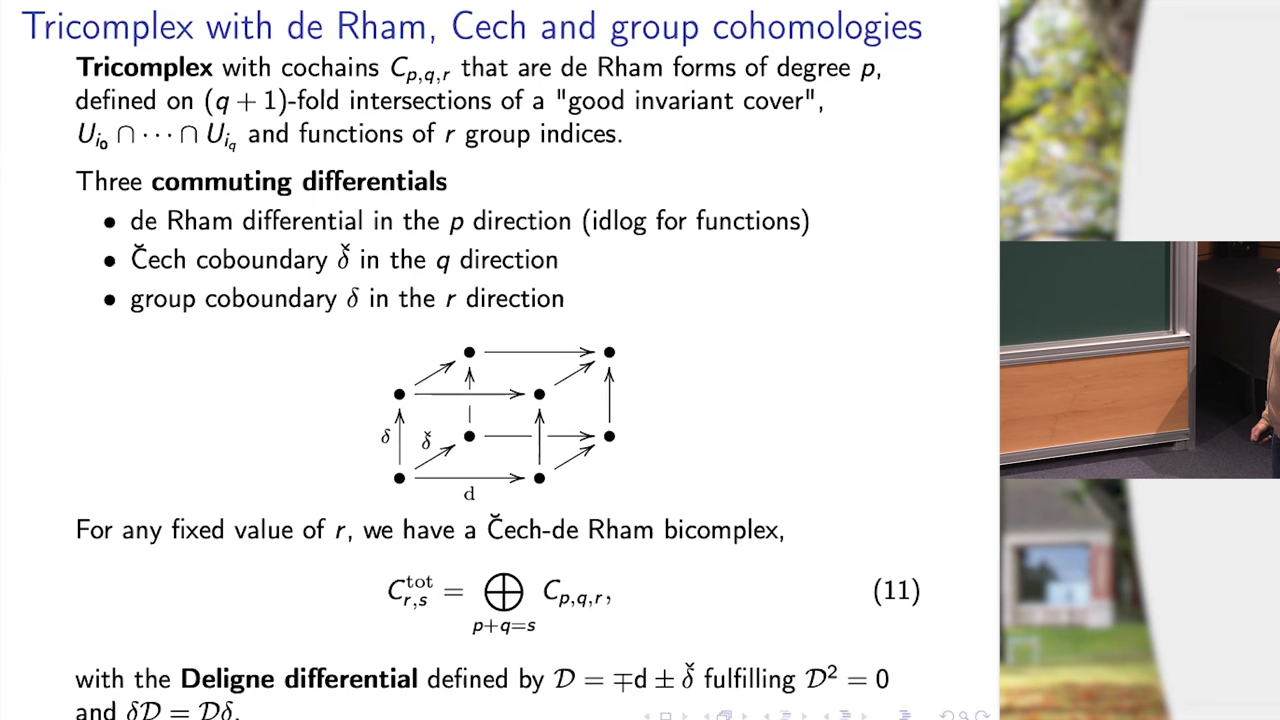 Tricomplex with de Rham, Cech and group cohomologies
Tricomplex with cochains C_{p,q,r} that are de Rham forms of degree p,
defined on (q + 1)-fold intersections of a "good invariant cover",
U_{i_0} ∩ ⋯ ∩ U_{i_q} and functions of r group indices.
Three commuting differentials
• de Rham differential in the p direction (idlog for functions)
• C̆ech coboundary δ̌ in the q direction
• group coboundary δ in the r direction
δ
δ̌
d
For any fixed value of r, we have a C̆ech-de Rham bicomplex,
C^{tot}_{r,s} = ⊕_{p+q=s} C_{p,q,r}, (11)
with the Deligne differential defined by 𝒟 = ∓d ± δ̌ fulfilling 𝒟² = 0
and δ𝒟 = 𝒟δ.